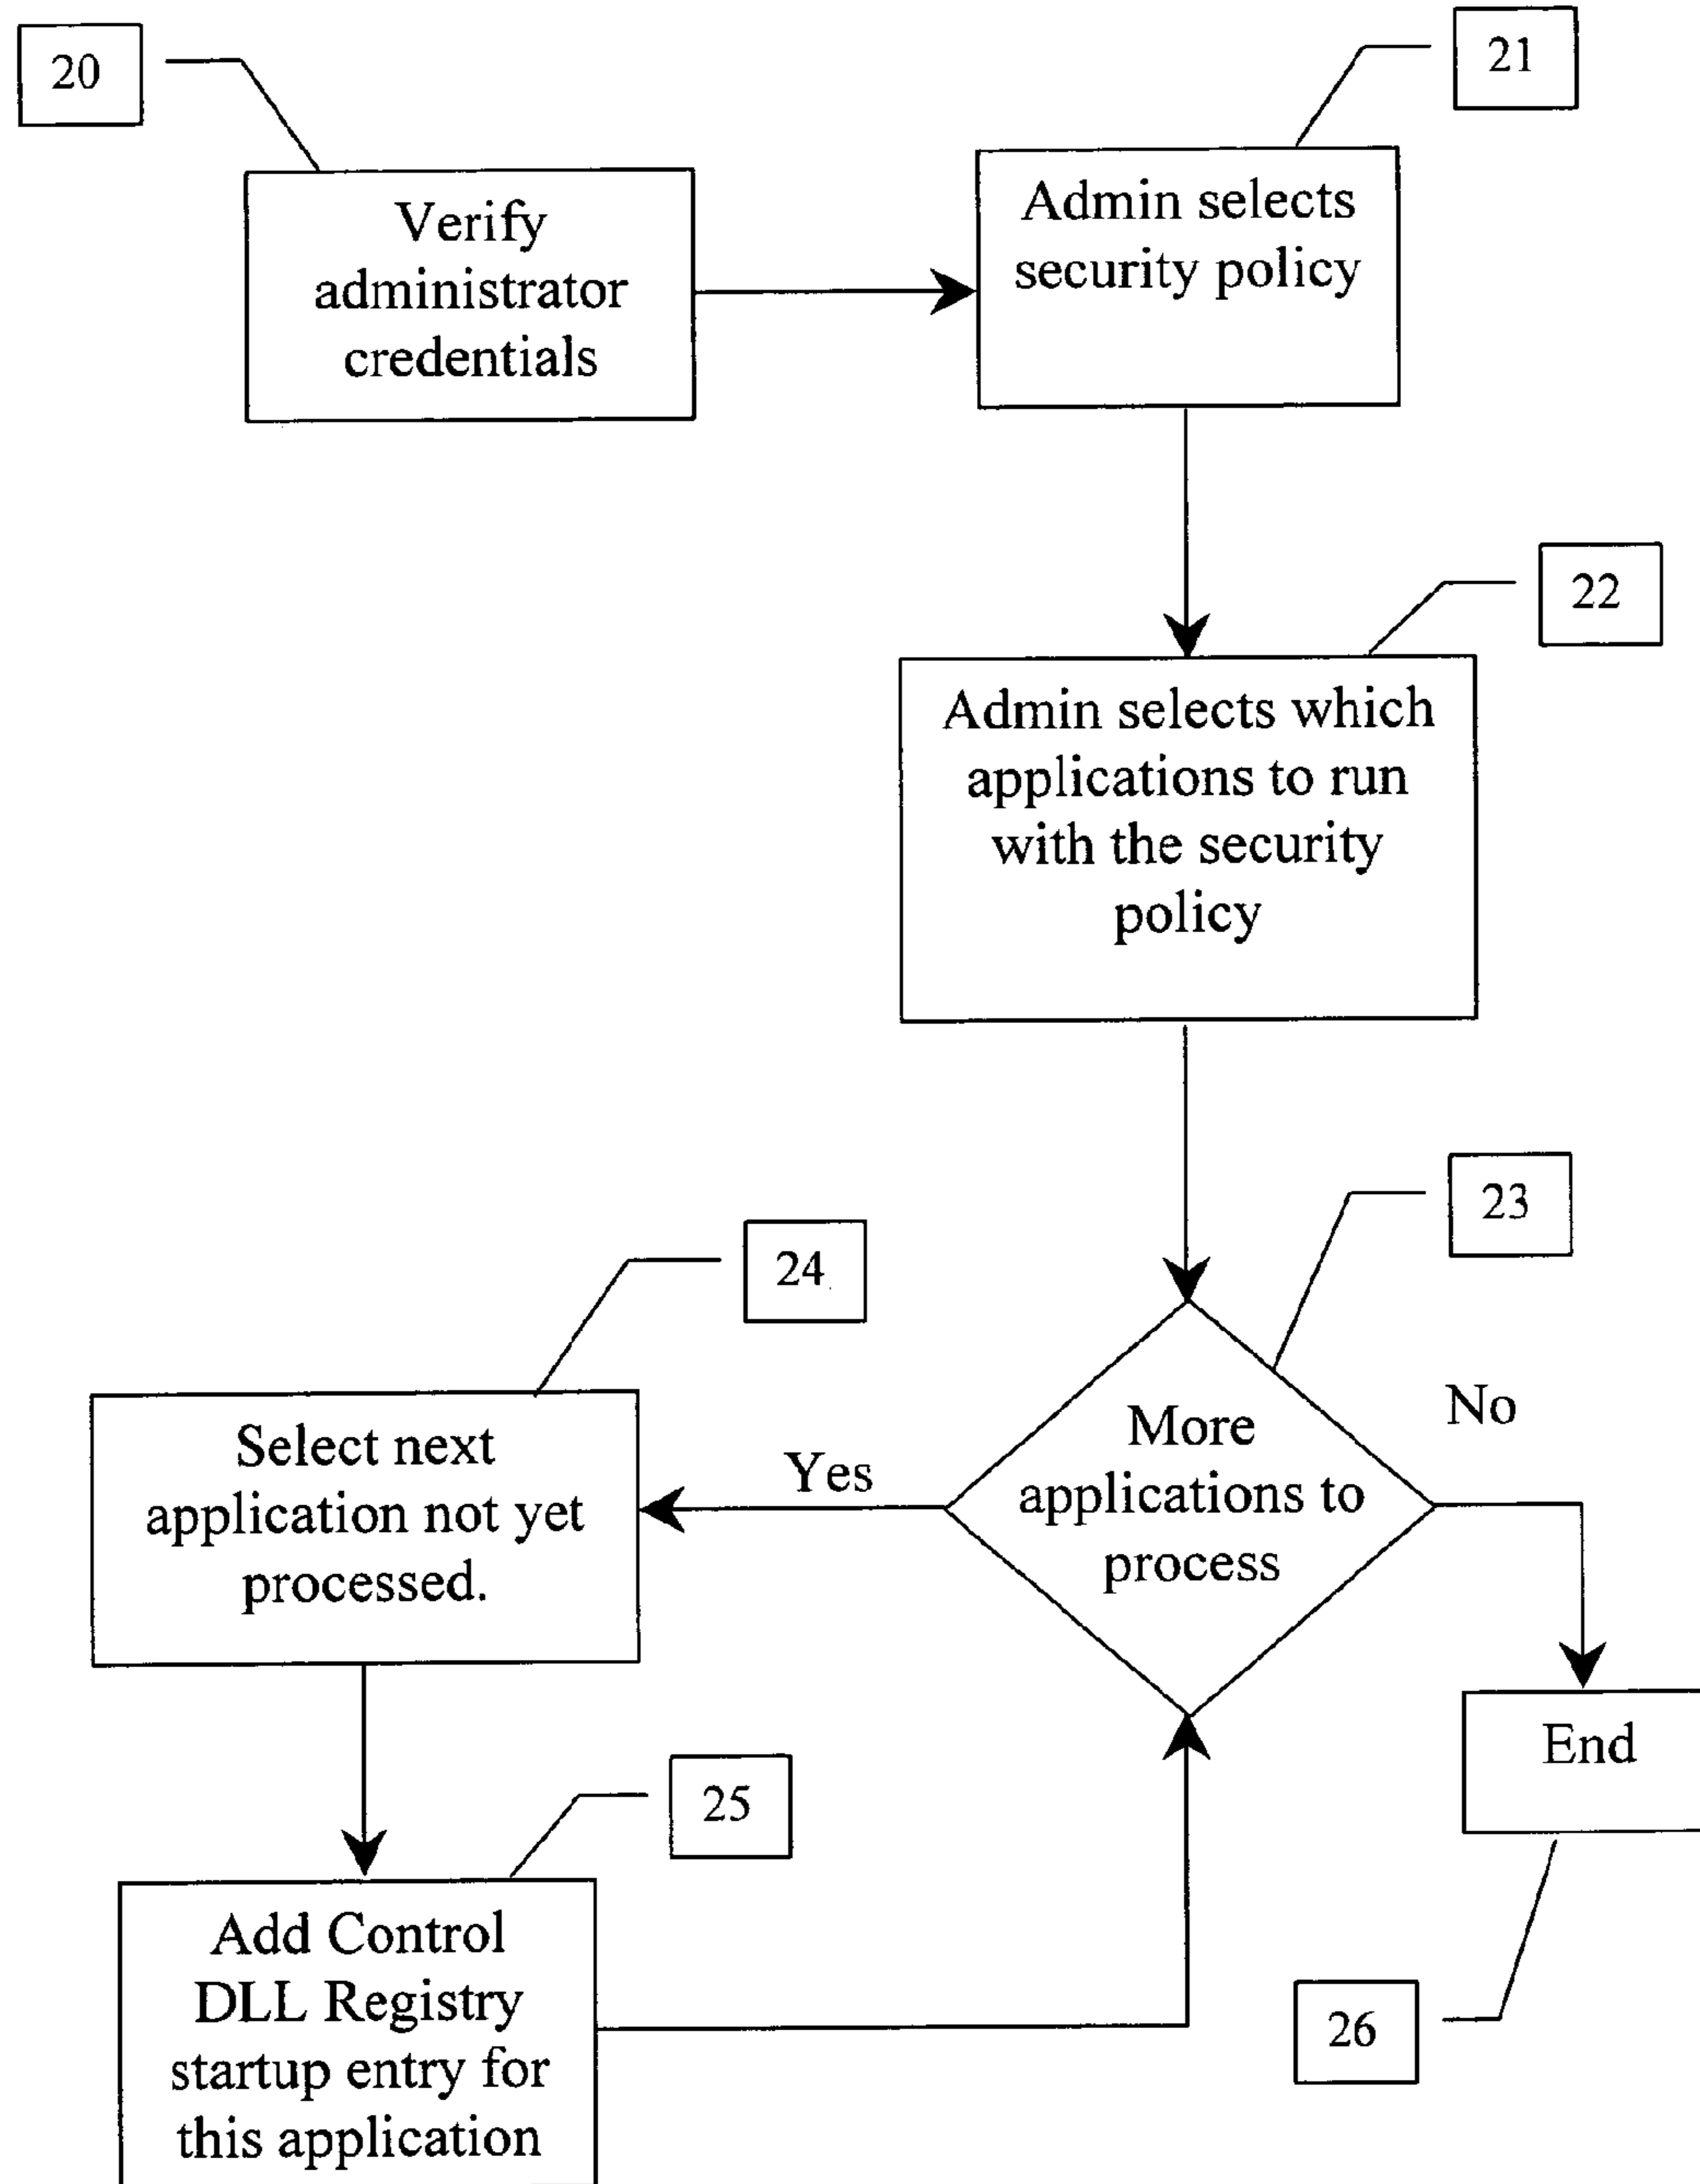 20
21
Verify
administrator
credentials
Admin selects
security policy
22
Admin selects which
applications to run
with the security
policy
23
24
No
More
applications to
process
Yes
Select next
application not yet
processed.
End
25
Add Control
DLL Registry
startup entry for
this application
26